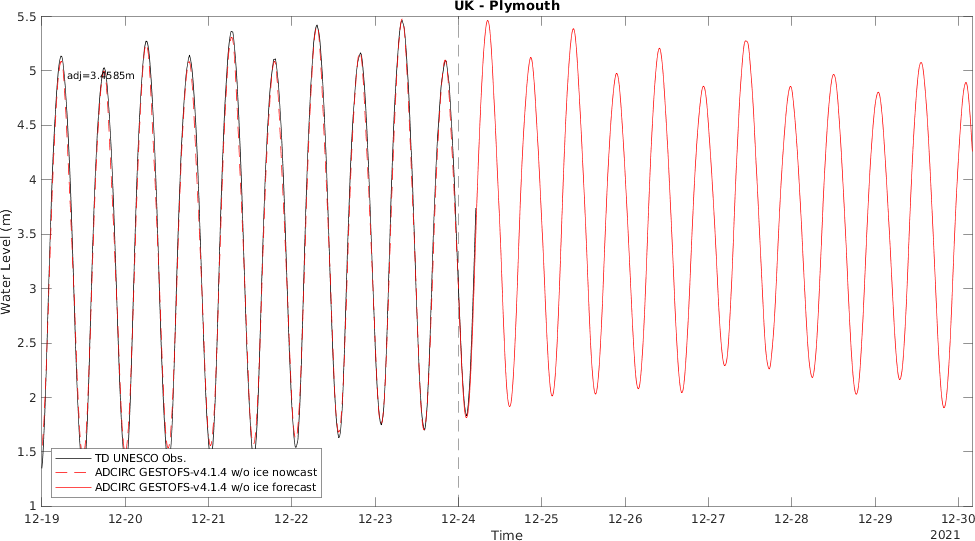 UK - Plymouth
5.5
5
4.5
4
3.5
3
2.5
2
1.5
1
Water Level (m)
adj=3.4585m
TD UNESCO Obs.
ADCIRC GESTOFS-v4.1.4 w/o ice nowcast
ADCIRC GESTOFS-v4.1.4 w/o ice forecast
12-19 12-20 12-21 12-22 12-23 12-24 12-25 12-26 12-27 12-28 12-29 12-30
Time
2021